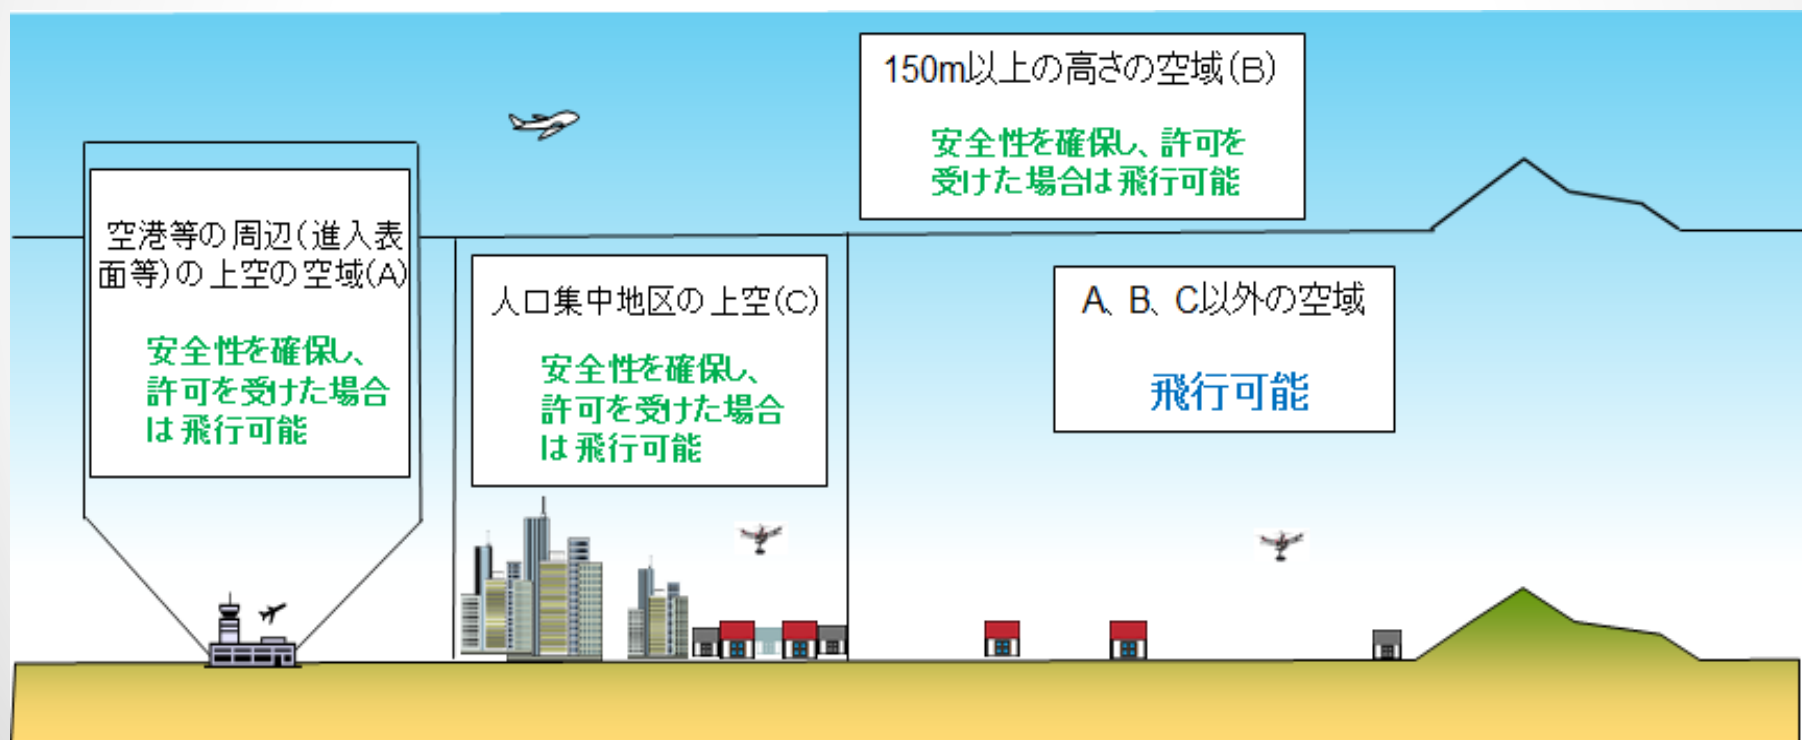 150m以上の高さの空域(B)
安全性を確保し、許可を
受けた場合は飛行可能
空港等の周辺(進入表
面等)の上空の空域(A)
安全性を確保し、
許可を受けた場合
は飛行可能
人口集中地区の上空(C)
安全性を確保し、
許可を受けた場合
は飛行可能
A、B、C以外の空域
飛行可能